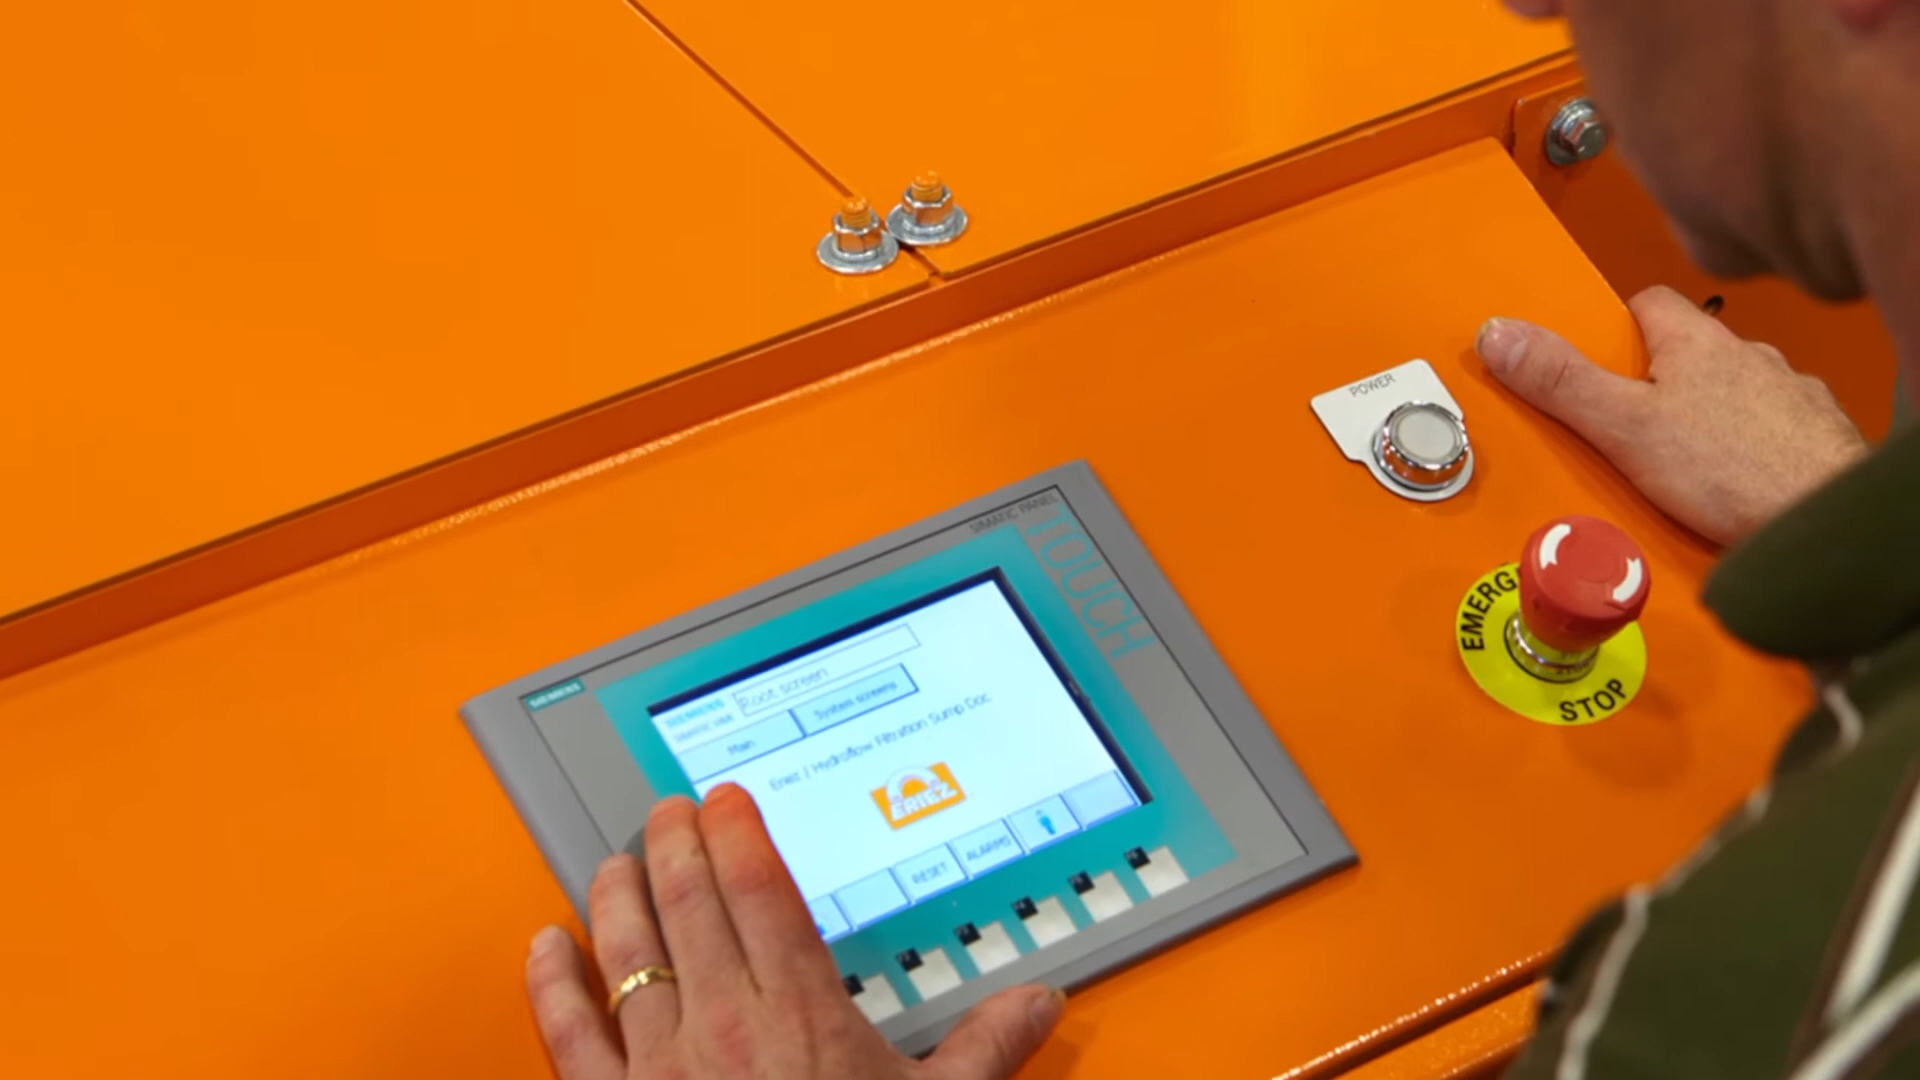 POWER
EMERG
STOP
SIMATIC PANEL
TOUCH
SIEMENS
SIEMENS
Root screen
Main
System screens
Eriez / Hydroflow Filtration Sump Doc
ERIEZ
RESET
ALARMS